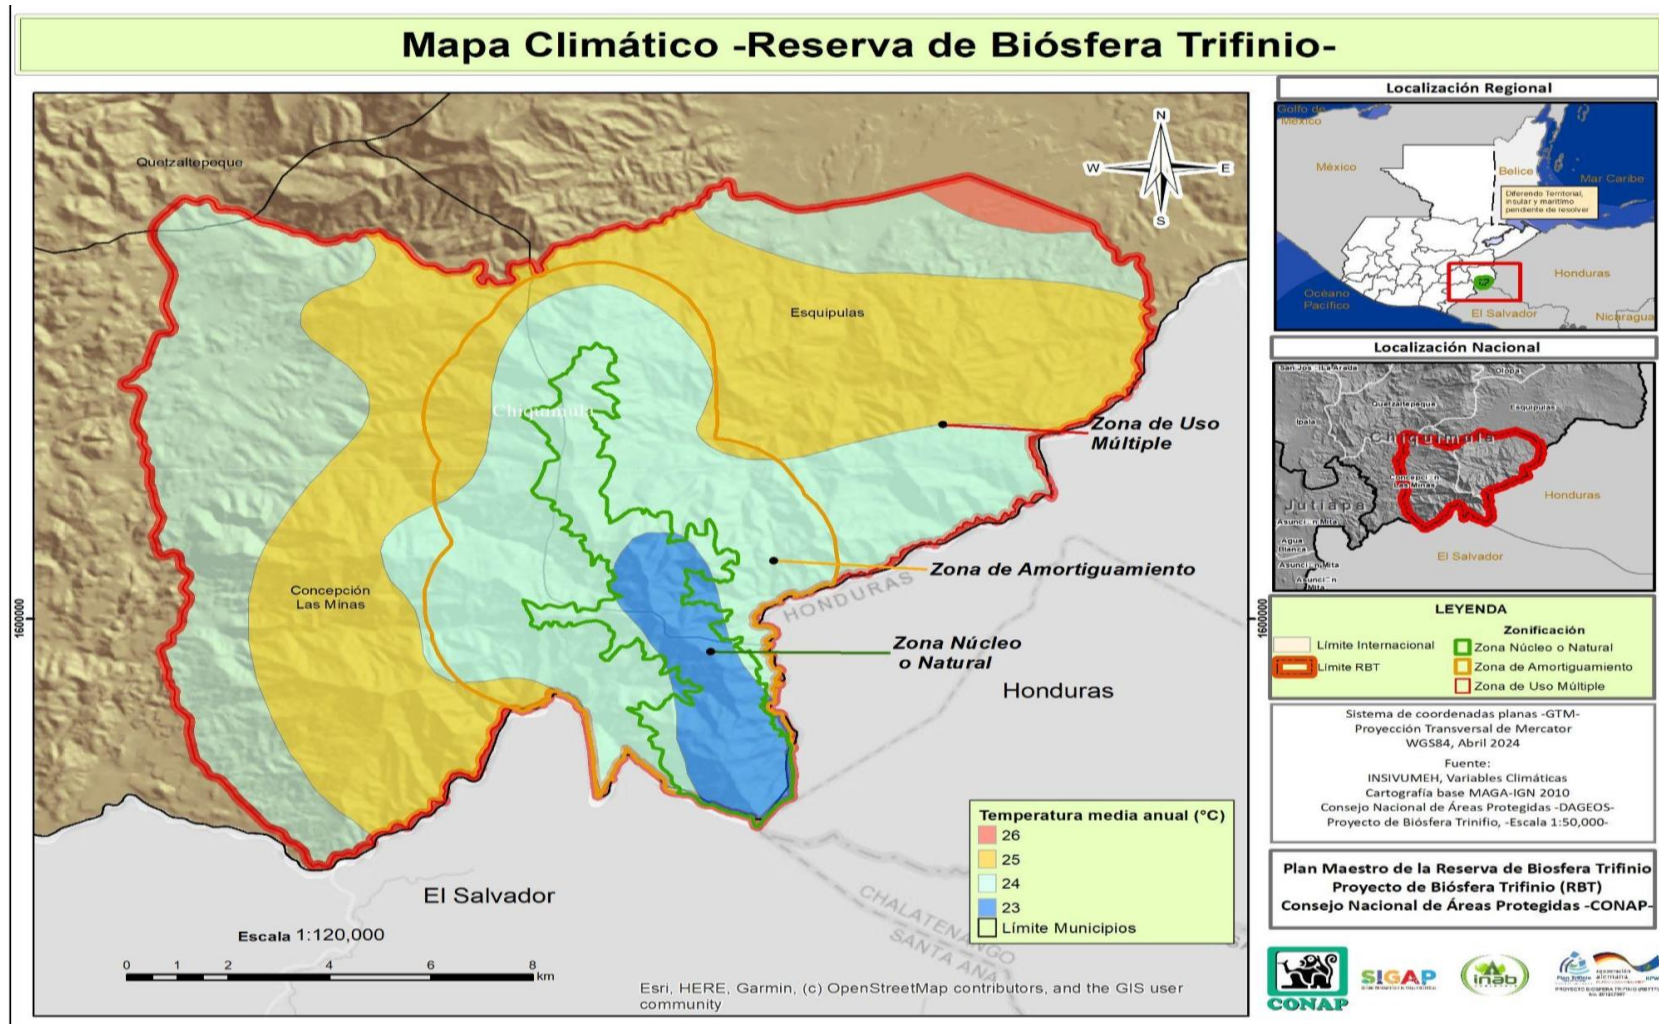 Mapa Climático -Reserva de Biósfera Trifinio-
Quetzaltepeque
N
W
E
S
Esquipulas
Chiquimula
Zona de Uso
Múltiple
Zona de Amortiguamiento
HONDURAS
Concepción
Las Minas
Zona Núcleo
o Natural
Honduras
1600000
1600000
El Salvador
CHALATENANGO
SANTA ANA
Escala 1:120,000
0 1 2 4 6 8
km
Esri, HERE, Garmin, (c) OpenStreetMap contributors, and the GIS user
community
Temperatura media anual (°C)
26
25
24
23
Límite Municipios
Localización Regional
Golfo de
México
México
Belice
Mar Caribe
Diferendo Territorial,
insular y marítimo
pendiente de resolver
Honduras
Océano
Pacífico
El Salvador
Nicaragua
Localización Nacional
Olopa
Quetzaltepeque
Esquipulas
Ipala
Chiquimula
Las Minas
Honduras
Jutiapa
Agua
Blanca
El Salvador
LEYENDA
Zonificación
Límite Internacional
Zona Núcleo o Natural
Límite RBT
Zona de Amortiguamiento
Zona de Uso Múltiple
Sistema de coordenadas planas -GTM-
Proyección Transversal de Mercator
WGS84, Abril 2024
Fuente:
INSIVUMEH, Variables Climáticas
Cartografía base MAGA-IGN 2010
Consejo Nacional de Áreas Protegidas -DAGEOS-
Proyecto de Biósfera Trinifio, -Escala 1:50,000-
Plan Maestro de la Reserva de Biosfera Trifinio
Proyecto de Biósfera Trifinio (RBT)
Consejo Nacional de Áreas Protegidas -CONAP-
CONAP
SIGAP
inab